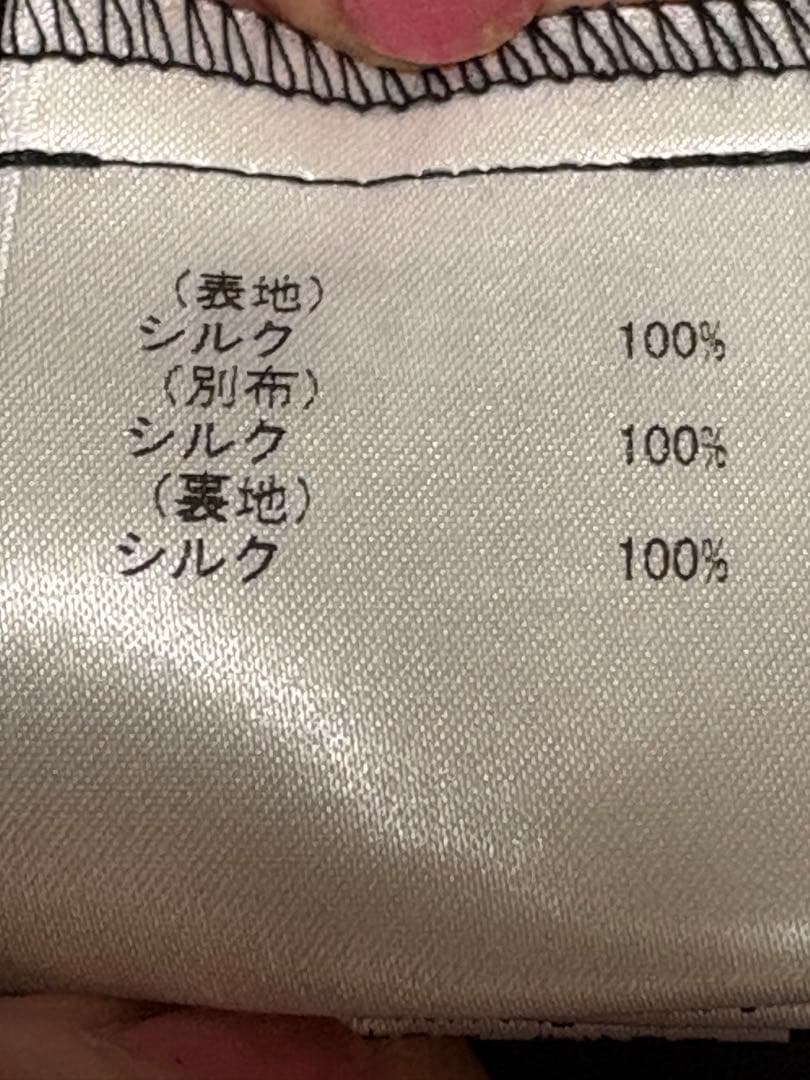 （表地）
シルク 100%
（別布）
シルク 100%
（裏地）
シルク 100%